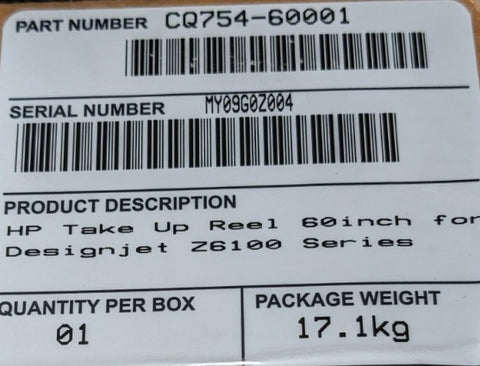 PART NUMBER CQ754-60001
SERIAL NUMBER MY09G0Z004
PRODUCT DESCRIPTION
HP Take Up Reel 60inch for
Designjet Z6100 Series
QUANTITY PER BOX PACKAGE WEIGHT
01 17.1kg